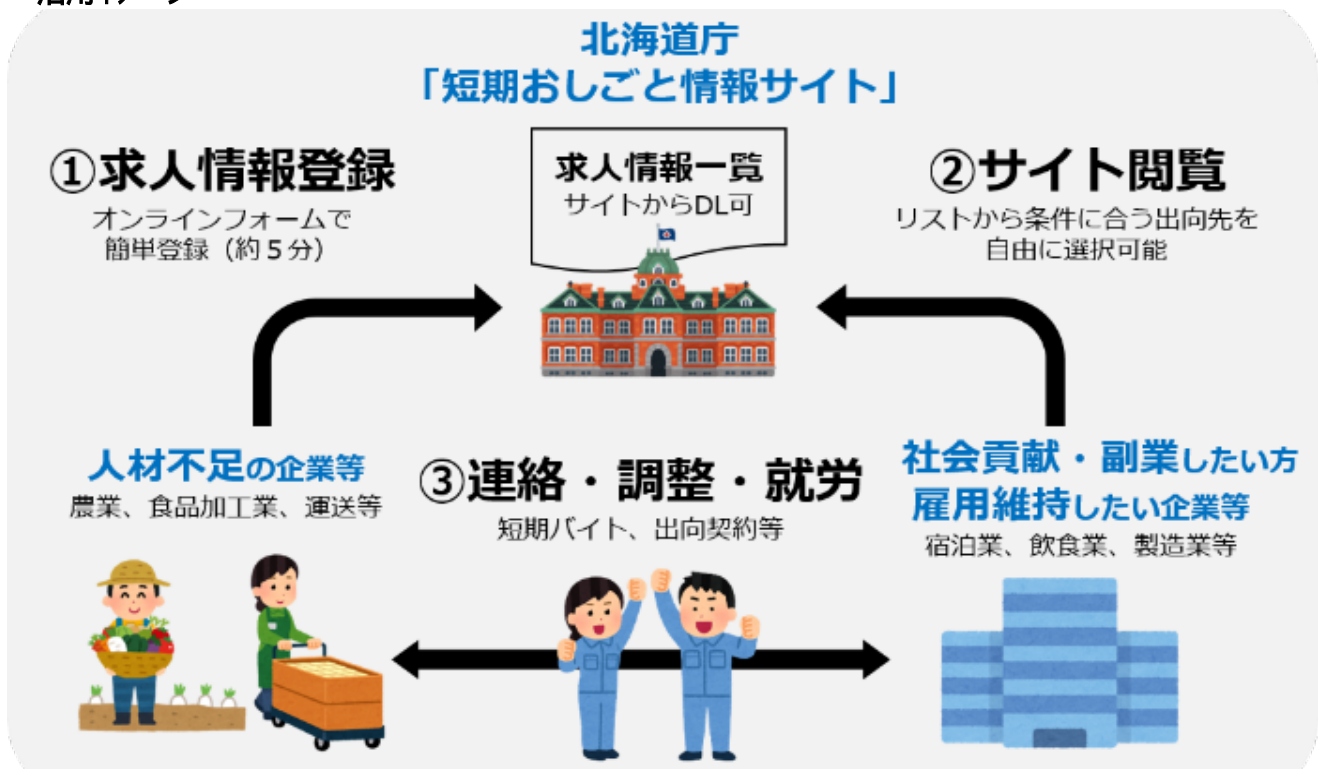 北海道庁
「短期おしごと情報サイト」
①求人情報登録
オンラインフォームで
簡単登録（約５分）
求人情報一覧
サイトからDL可
②サイト閲覧
リストから条件に合う出向先を
自由に選択可能
人材不足の企業等
農業、食品加工業、運送等
③連絡・調整・就労
短期バイト、出向契約等
社会貢献・副業したい方
雇用維持したい企業等
宿泊業、飲食業、製造業等